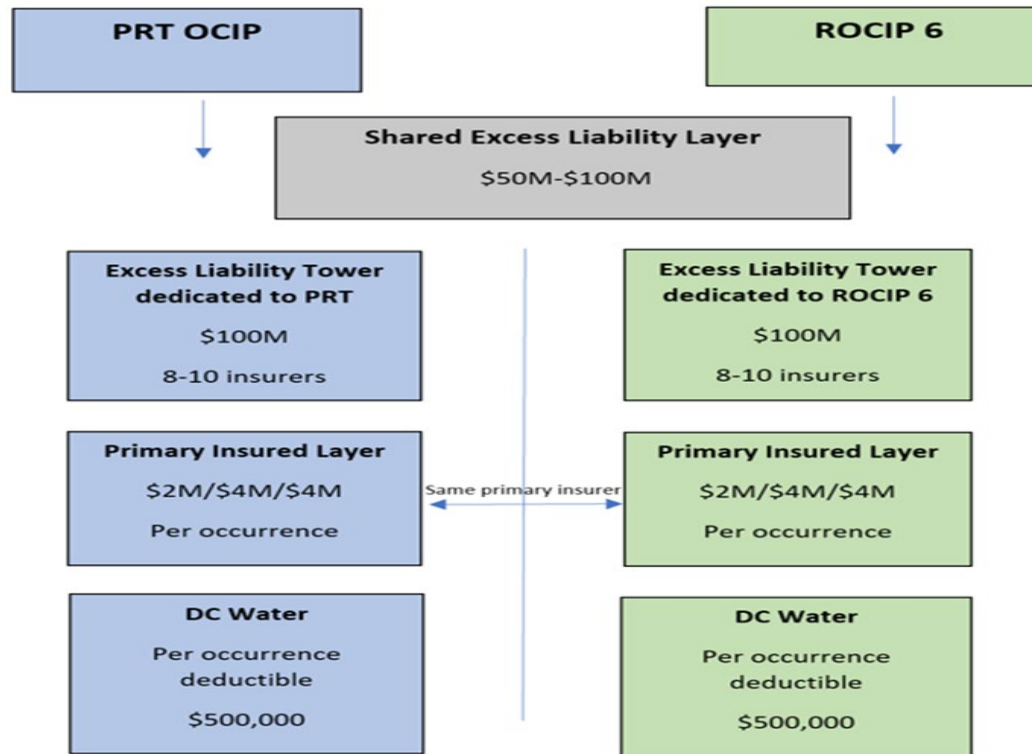 PRT OCIP
ROCIP 6
Shared Excess Liability Layer
$50M-$100M
Excess Liability Tower
dedicated to PRT
$100M
8-10 insurers
Excess Liability Tower
dedicated to ROCIP 6
$100M
8-10 insurers
Primary Insured Layer
$2M/$4M/$4M
Per occurrence
Same primary insurer
Primary Insured Layer
$2M/$4M/$4M
Per occurrence
DC Water
Per occurrence
deductible
$500,000
DC Water
Per occurrence
deductible
$500,000